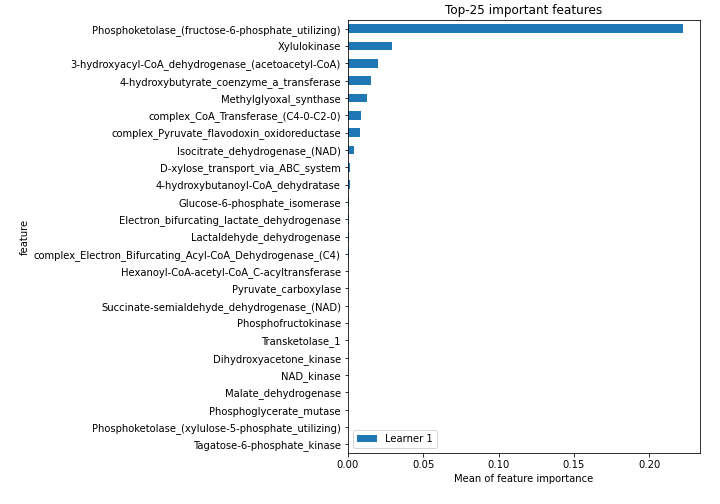 Top-25 important features
Phosphoketolase_(fructose-6-phosphate_utilizing)
Xylulokinase
3-hydroxyacyl-CoA_dehydrogenase_(acetoacetyl-CoA)
4-hydroxybutyrate_coenzyme_a_transferase
Methylglyoxal_synthase
complex_CoA_Transferase_(C4-0-C2-0)
complex_Pyruvate_flavodoxin_oxidoreductase
Isocitrate_dehydrogenase_(NAD)
D-xylose_transport_via_ABC_system
4-hydroxybutanoyl-CoA_dehydratase
Glucose-6-phosphate_isomerase
Electron_bifurcating_lactate_dehydrogenase
Lactaldehyde_dehydrogenase
complex_Electron_Bifurcating_Acyl-CoA_Dehydrogenase_(C4)
Hexanoyl-CoA-acetyl-CoA_C-acyltransferase
Pyruvate_carboxylase
Succinate-semialdehyde_dehydrogenase_(NAD)
Phosphofructokinase
Transketolase_1
Dihydroxyacetone_kinase
NAD_kinase
Malate_dehydrogenase
Phosphoglycerate_mutase
Phosphoketolase_(xylulose-5-phosphate_utilizing)
Tagatose-6-phosphate_kinase
feature
Learner 1
0.00 0.05 0.10 0.15 0.20
Mean of feature importance